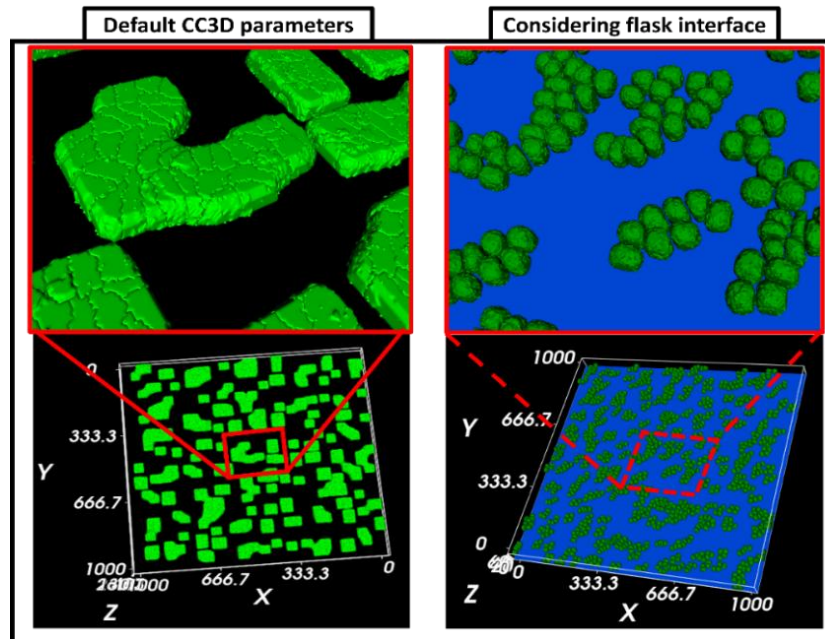 Default CC3D parameters
Considering flask interface
0
333.3
Y
666.7
1000
Z
666.7
X
333.3
0
1000
Y
666.7
333.3
0
Z
0
333.3
X
666.7
1000